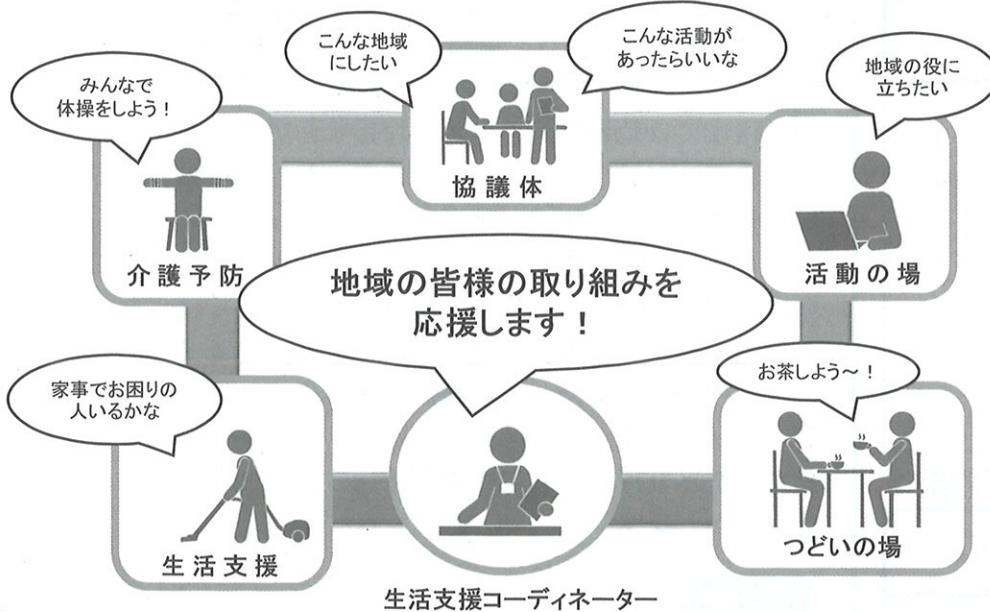 こんな地域
にしたい
こんな活動が
あったらいいな
地域の役に
立ちたい
みんなで
体操をしよう！
協議体
介護予防
活動の場
地域の皆様の取り組みを
応援します！
家事でお困りの
人いるかな
お茶しよう～！
生活支援
つどいの場
生活支援コーディネーター